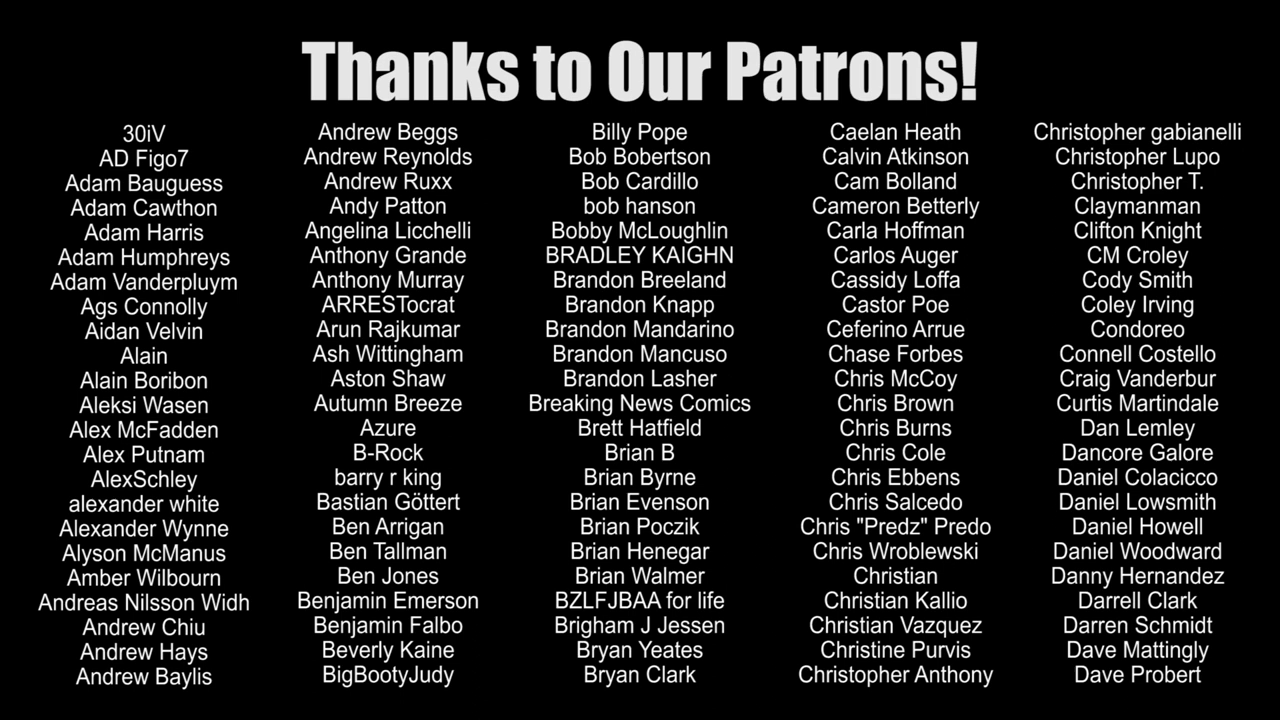 Thanks to Our Patrons!
30iV
AD Figo7
Adam Bauguess
Adam Cawthon
Adam Harris
Adam Humphreys
Adam Vanderpluym
Ags Connolly
Aidan Velvin
Alain
Alain Boribon
Aleksi Wasen
Alex McFadden
Alex Putnam
AlexSchley
alexander white
Alexander Wynne
Alyson McManus
Amber Wilbourn
Andreas Nilsson Widh
Andrew Chiu
Andrew Hays
Andrew Baylis
Andrew Beggs
Andrew Reynolds
Andrew Ruxx
Andy Patton
Angelina Licchelli
Anthony Grande
Anthony Murray
ARRESTocrat
Arun Rajkumar
Ash Wittingham
Aston Shaw
Autumn Breeze
Azure
B-Rock
barry r king
Bastian Göttert
Ben Arrigan
Ben Tallman
Ben Jones
Benjamin Emerson
Benjamin Falbo
Beverly Kaine
BigBootyJudy
Billy Pope
Bob Bobertson
Bob Cardillo
bob hanson
Bobby McLoughlin
BRADLEY KAIGHN
Brandon Breeland
Brandon Knapp
Brandon Mandarino
Brandon Mancuso
Brandon Lasher
Breaking News Comics
Brett Hatfield
Brian B
Brian Byrne
Brian Evenson
Brian Poczik
Brian Henegar
Brian Walmer
BZLFJBAA for life
Brigham J Jessen
Bryan Yeates
Bryan Clark
Caelan Heath
Calvin Atkinson
Cam Bolland
Cameron Betterly
Carla Hoffman
Carlos Auger
Cassidy Loffa
Castor Poe
Ceferino Arrue
Chase Forbes
Chris McCoy
Chris Brown
Chris Burns
Chris Cole
Chris Ebbens
Chris Salcedo
Chris "Predz" Predo
Chris Wroblewski
Christian
Christian Kallio
Christian Vazquez
Christine Purvis
Christopher Anthony
Christopher gabianelli
Christopher Lupo
Christopher T.
Claymanman
Clifton Knight
CM Croley
Cody Smith
Coley Irving
Condoreo
Connell Costello
Craig Vanderbur
Curtis Martindale
Dan Lemley
Dancore Galore
Daniel Colacicco
Daniel Lowsmith
Daniel Howell
Daniel Woodward
Danny Hernandez
Darrell Clark
Darren Schmidt
Dave Mattingly
Dave Probert